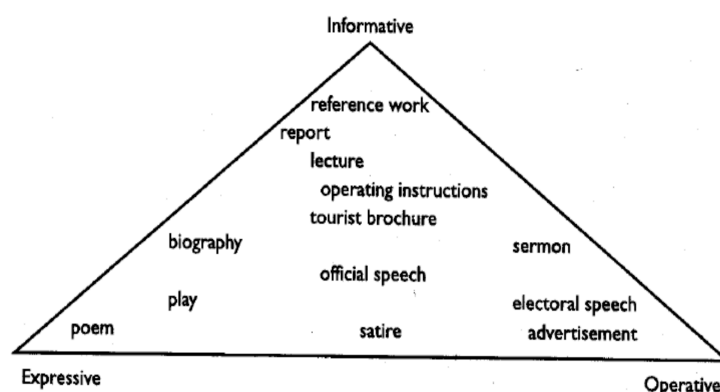 Informative
reference work
report
lecture
operating instructions
tourist brochure
biography
sermon
official speech
play
electoral speech
poem
satire
advertisement
Expressive
Operative